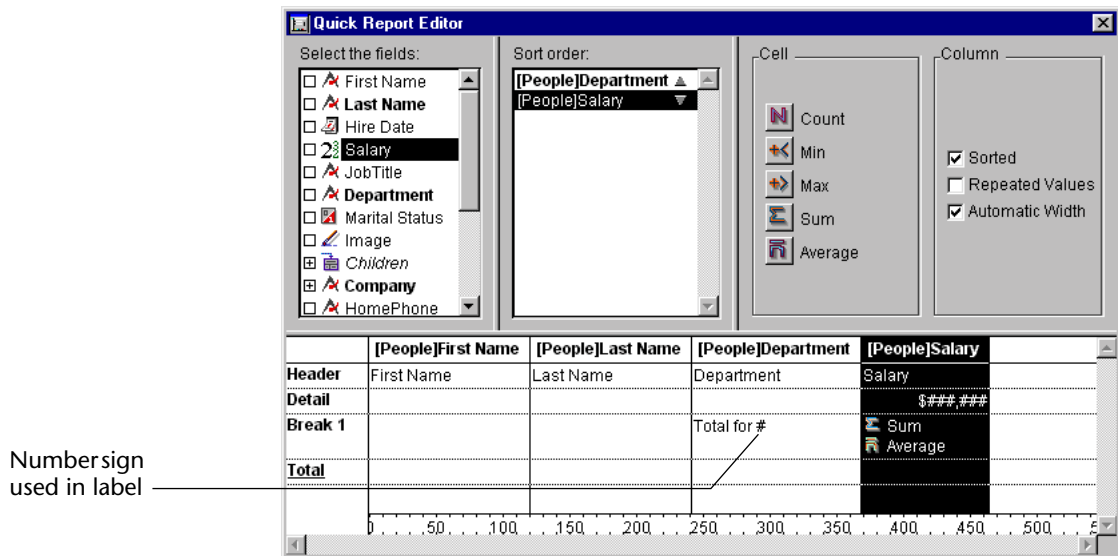 Quick Report Editor
Select the fields:
First Name
Last Name
Hire Date
Salary
JobTitle
Department
Marital Status
Image
Children
Company
HomePhone
Sort order:
[People]Department
[People]Salary
Cell
Count
Min
Max
Sum
Average
Column
Sorted
Repeated Values
Automatic Width
[People]First Name [People]Last Name [People]Department [People]Salary
Header First Name Last Name Department Salary
Detail $###,###
Break 1 Total for # Sum
Average
Total
Number sign
used in label
0 50 100 150 200 250 300 350 400 450 500